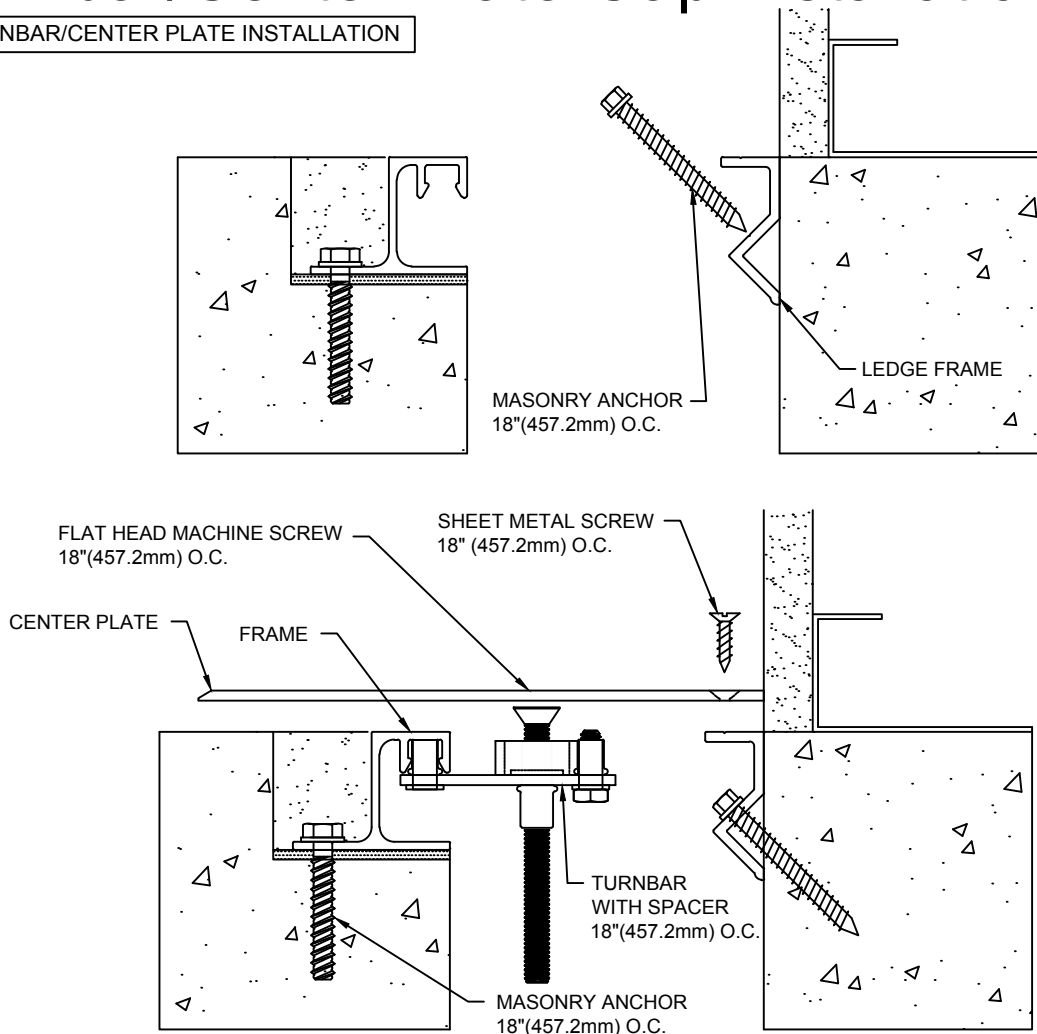 NBAR/CENTER PLATE INSTALLATION
MASONRY ANCHOR
18"(457.2mm) O.C.
LEDGE FRAME
FLAT HEAD MACHINE SCREW
18"(457.2mm) O.C.
SHEET METAL SCREW
18" (457.2mm) O.C.
CENTER PLATE
FRAME
TURNBAR
WITH SPACER
18"(457.2mm) O.C.
MASONRY ANCHOR
18"(457.2mm) O.C.